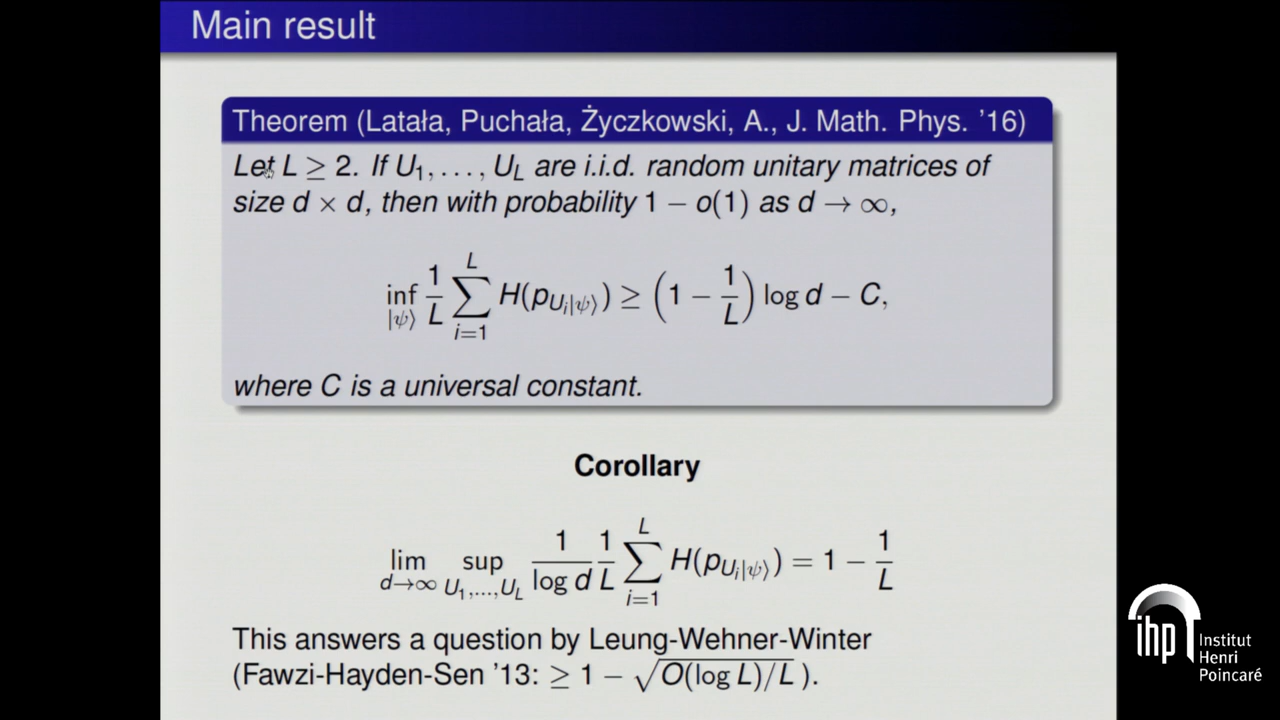 Main result
Theorem (Latała, Puchała, Życzkowski, A., J. Math. Phys. '16)
Let L ≥ 2. If U₁, . . . , U_L are i.i.d. random unitary matrices of
size d × d, then with probability 1 − o(1) as d → ∞,
inf_{|ψ⟩} 1/L ∑_{i=1}^{L} H(p_{U_i|ψ⟩}) ≥ (1 − 1/L) log d − C,
where C is a universal constant.
Corollary
lim_{d→∞} sup_{U₁,...,U_L} 1/log d 1/L ∑_{i=1}^{L} H(p_{U_i|ψ⟩}) = 1 − 1/L
This answers a question by Leung-Wehner-Winter
(Fawzi-Hayden-Sen '13: ≥ 1 − √O(log L)/L ).
ihp Institut
Henri
Poincaré